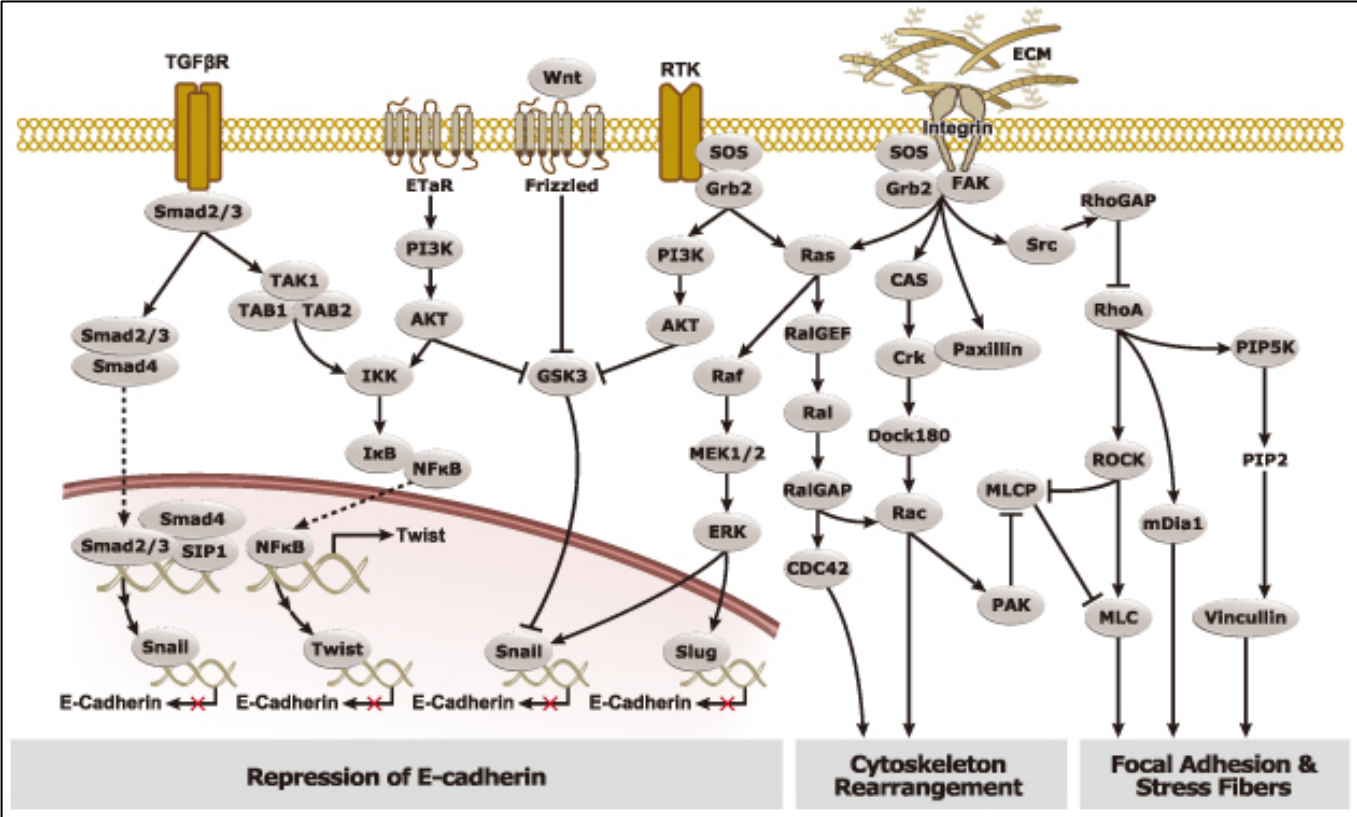 ECM
TGFβR
Wnt
RTK
Integrin
SOS
SOS
ETaR
Frizzled
Grb2
Grb2
FAK
Smad2/3
RhoGAP
PI3K
PI3K
Ras
Src
TAK1
CAS
TAB1
TAB2
RhoA
AKT
AKT
RalGEF
Smad2/3
Crk
Paxillin
PIP5K
Smad4
IKK
GSK3
Raf
Ral
Dock180
IκB
NFκB
MEK1/2
ROCK
PIP2
RalGAP
MLCP
Smad4
Rac
mDia1
Smad2/3
SIP1
NFκB
Twist
ERK
CDC42
PAK
MLC
Vincullin
Snail
Twist
Snail
Slug
E-Cadherin
E-Cadherin
E-Cadherin
E-Cadherin
Repression of E-cadherin
Cytoskeleton
Rearrangement
Focal Adhesion &
Stress Fibers